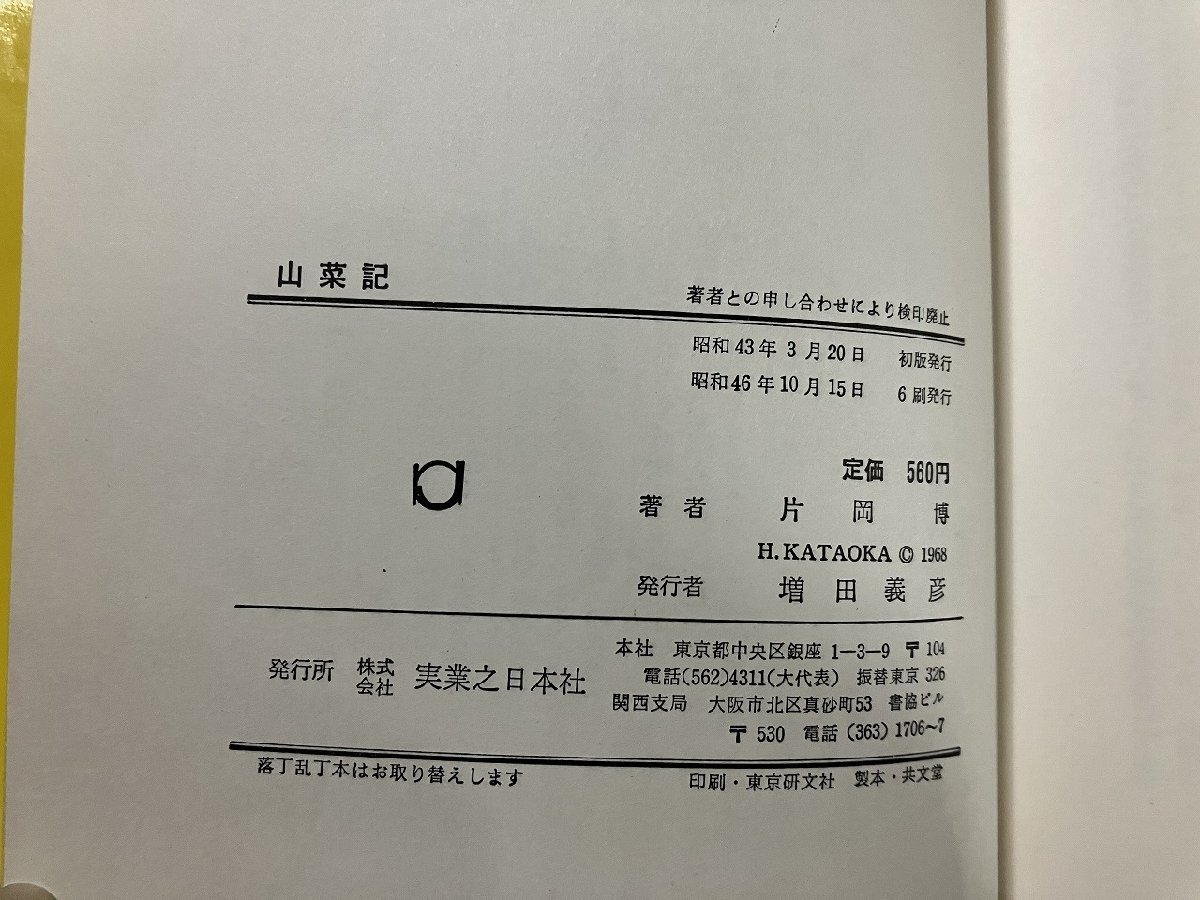 山菜記
著者との申し合わせにより検印廃止
昭和43年 3月20日 初版発行
昭和46年10月15日 6刷発行
定価 560円
著者 片岡博
H. KATAOKA © 1968
発行者 増田義彦
発行所 株式会社 実業之日本社
本社 東京都中央区銀座 1―3―9 〒104
電話(562)4311(大代表) 振替東京 326
関西支局 大阪市北区真砂町53 書協ビル
〒530 電話 (363) 1706~7
落丁乱丁本はお取り替えします
印刷・東京研文社 製本・共文堂